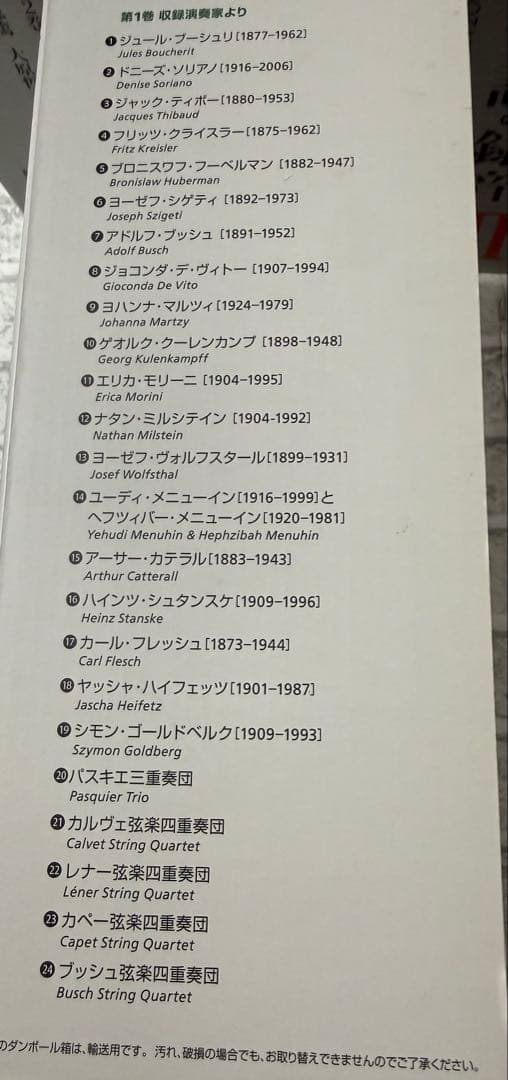 第1巻 収録演奏家より
❶ ジュール・ブーシュリ[1877–1962]
Jules Boucherit
❷ ドニーズ・ソリアノ[1916–2006]
Denise Soriano
❸ ジャック・ティボー[1880–1953]
Jacques Thibaud
❹ フリッツ・クライスラー[1875–1962]
Fritz Kreisler
❺ ブロニスワフ・フーベルマン [1882–1947]
Bronislaw Huberman
❻ ヨーゼフ・シゲティ [1892–1973]
Joseph Szigeti
❼ アドルフ・ブッシュ [1891–1952]
Adolf Busch
❽ ジョコンダ・デ・ヴィトー [1907–1994]
Gioconda De Vito
❾ ヨハンナ・マルツィ[1924–1979]
Johanna Martzy
❿ ゲオルク・クーレンカンプ [1898–1948]
Georg Kulenkampff
⓫ エリカ・モリーニ [1904–1995]
Erica Morini
⓬ ナタン・ミルシテイン [1904-1992]
Nathan Milstein
⓭ ヨーゼフ・ヴォルフスタール[1899–1931]
Josef Wolfsthal
⓮ ユーディ・メニューイン[1916–1999]と
ヘフツィバー・メニューイン[1920–1981]
Yehudi Menuhin & Hephzibah Menuhin
⓯ アーサー・カテラル[1883–1943]
Arthur Catterall
⓰ ハインツ・シュタンスケ[1909–1996]
Heinz Stanske
⓱ カール・フレッシュ[1873–1944]
Carl Flesch
⓲ ヤッシャ・ハイフェッツ[1901–1987]
Jascha Heifetz
⓳ シモン・ゴールドベルク[1909–1993]
Szymon Goldberg
⓴ パスキエ三重奏団
Pasquier Trio
㉑ カルヴェ弦楽四重奏団
Calvet String Quartet
㉒ レナー弦楽四重奏団
Léner String Quartet
㉓ カペー弦楽四重奏団
Capet String Quartet
㉔ ブッシュ弦楽四重奏団
Busch String Quartet
のダンボール箱は、輸送用です。汚れ、破損の場合でも、お取り替えできませんのでご了承ください。